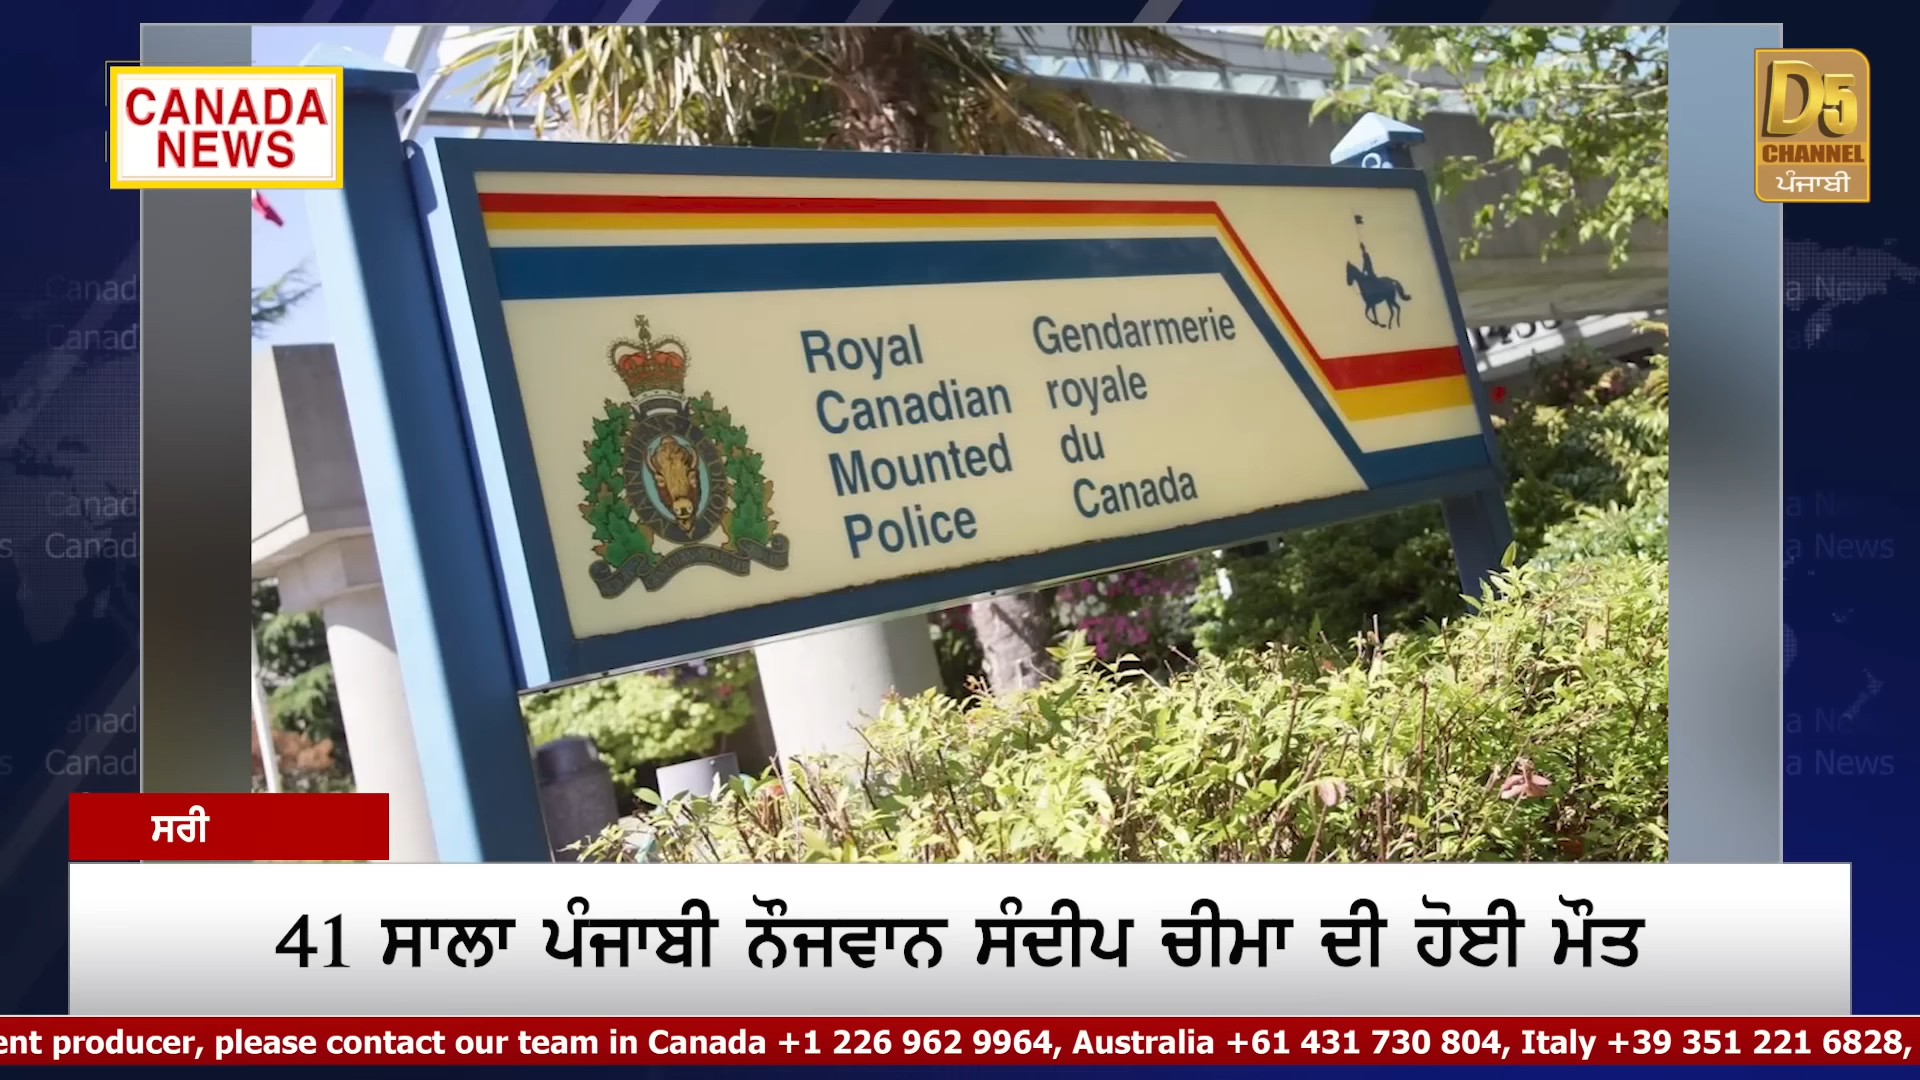 CANADA
NEWS
D5
CHANNEL
ਪੰਜਾਬੀ
Royal
Canadian
Mounted
Police
Gendarmerie
royale
du
Canada
ਸਰੀ
41 ਸਾਲਾ ਪੰਜਾਬੀ ਨੌਜਵਾਨ ਸੰਦੀਪ ਚੀਮਾ ਦੀ ਹੋਈ ਮੌਤ
ent producer, please contact our team in Canada +1 226 962 9964, Australia +61 431 730 804, Italy +39 351 221 6828,